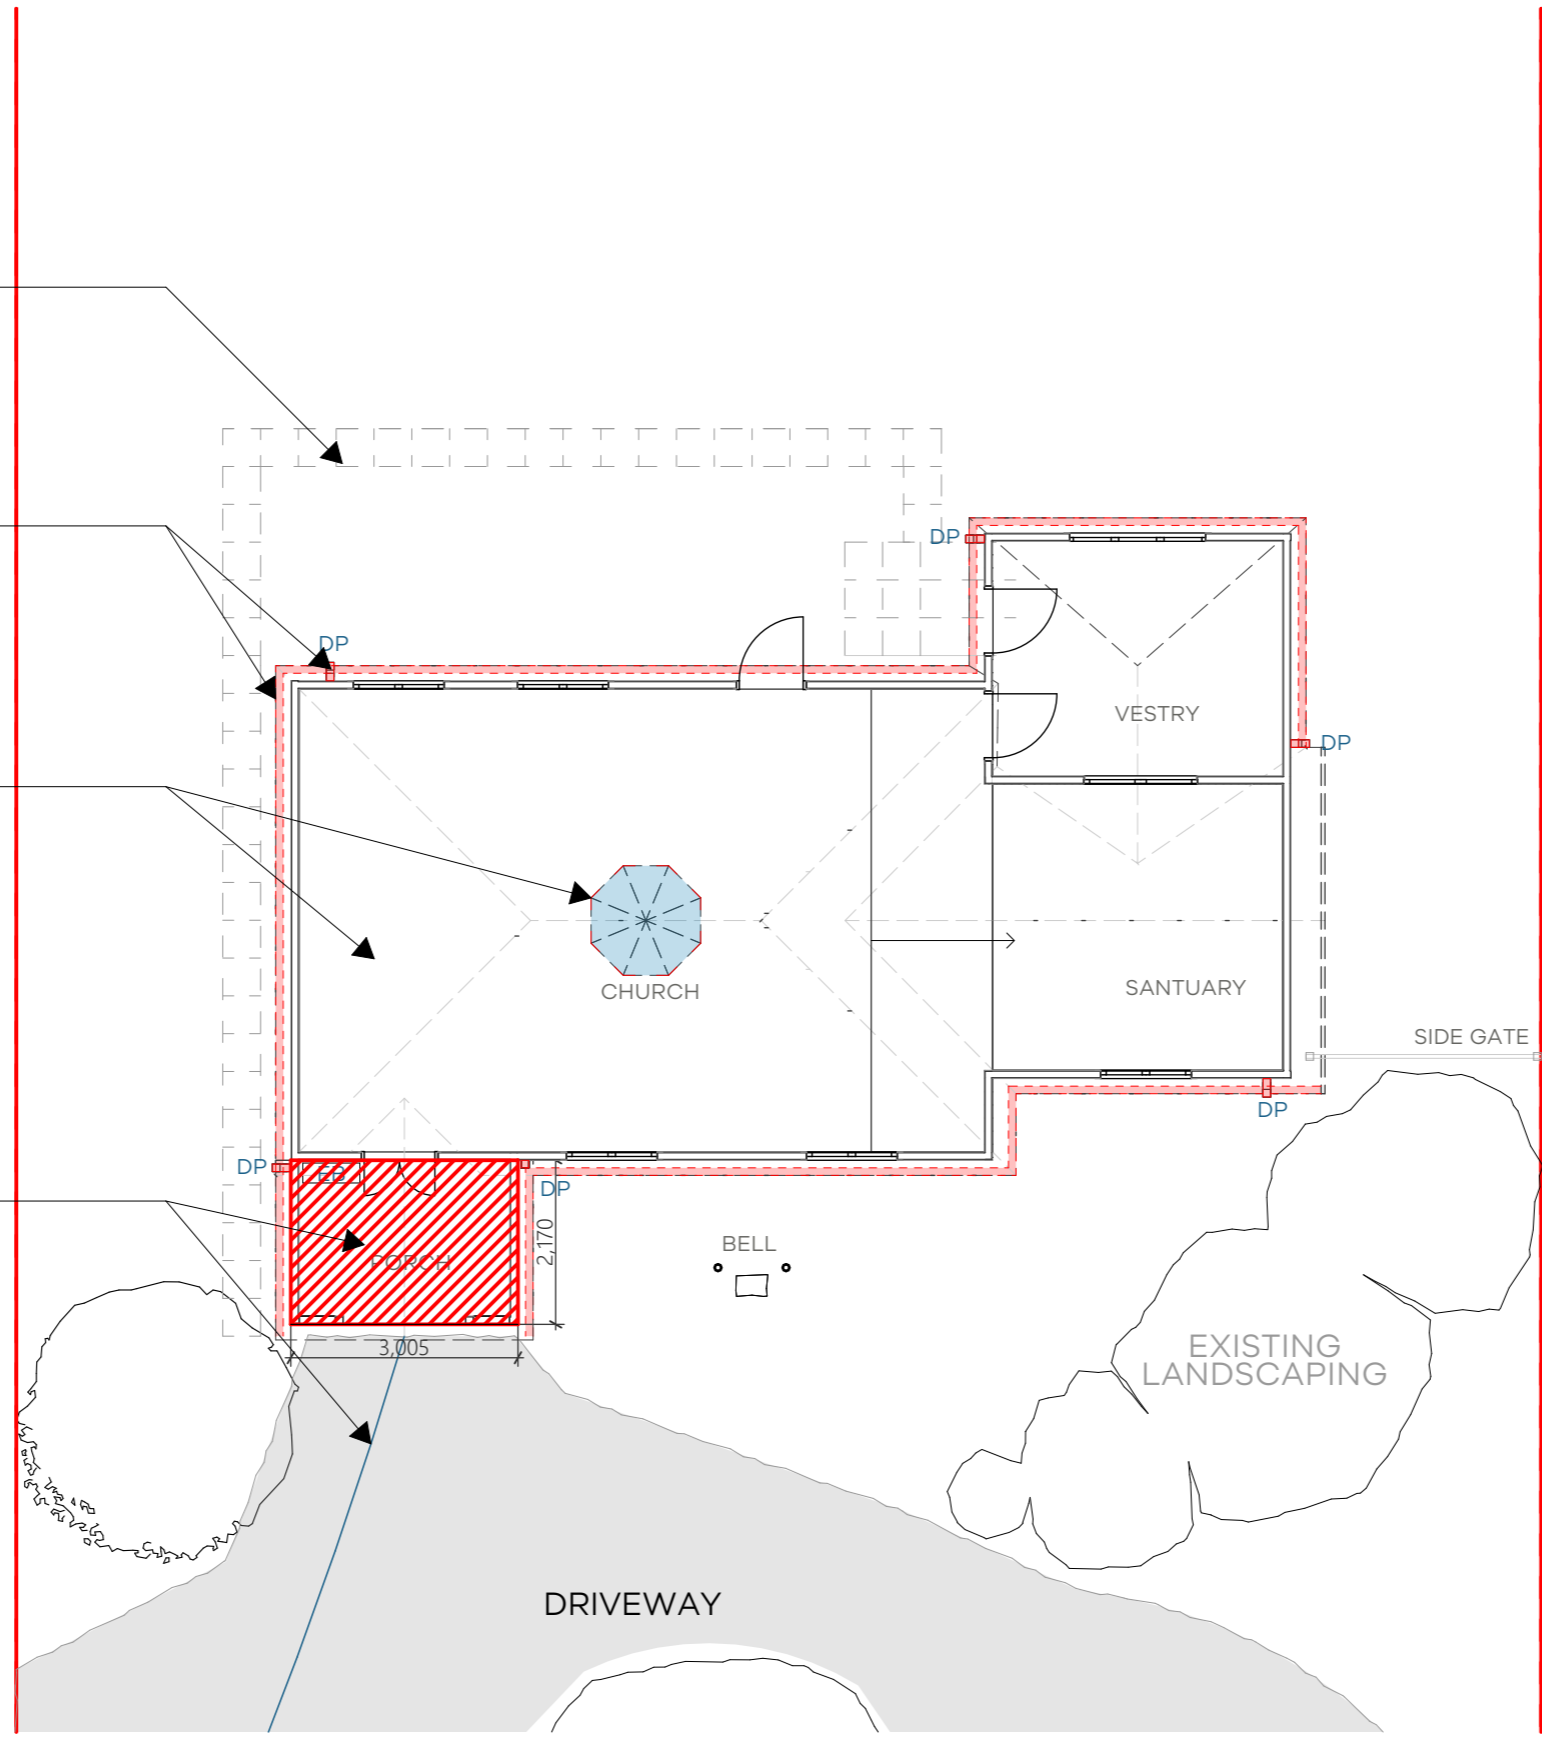 DP
DP
VESTRY
DP
SANTUARY
CHURCH
SIDE GATE
DP
DP
EB
DP
2,170
BELL
PORCH
3,005
EXISTING
LANDSCAPING
DRIVEWAY